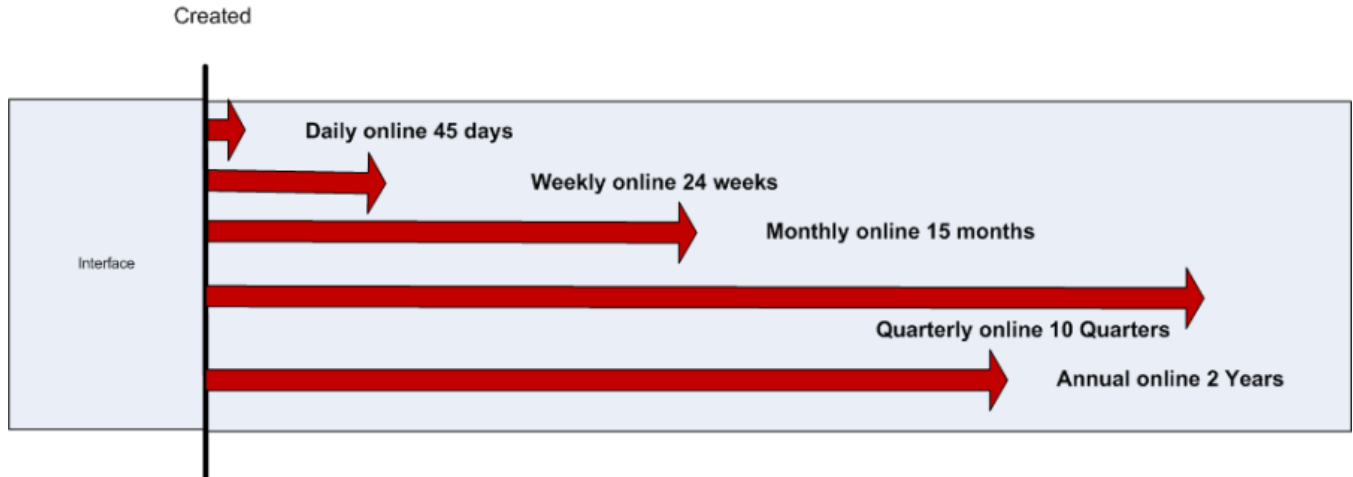 Created
Daily online 45 days
Weekly online 24 weeks
Monthly online 15 months
Interface
Quarterly online 10 Quarters
Annual online 2 Years